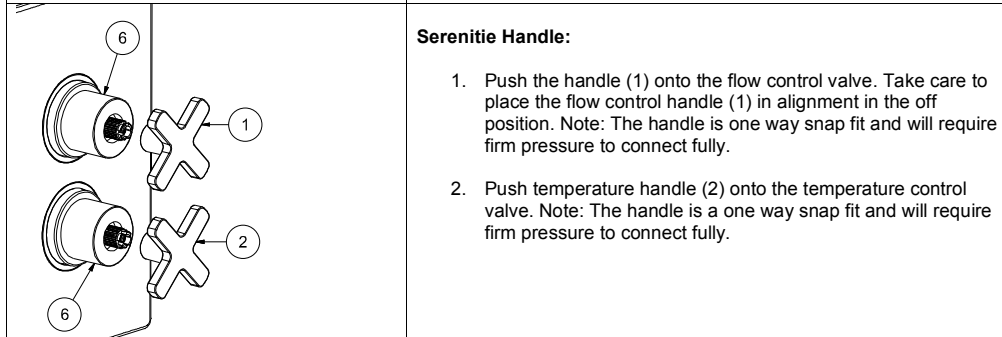 6
1
2
6
Serenitie Handle:
1. Push the handle (1) onto the flow control valve. Take care to
place the flow control handle (1) in alignment in the off
position. Note: The handle is one way snap fit and will require
firm pressure to connect fully.
2. Push temperature handle (2) onto the temperature control
valve. Note: The handle is a one way snap fit and will require
firm pressure to connect fully.